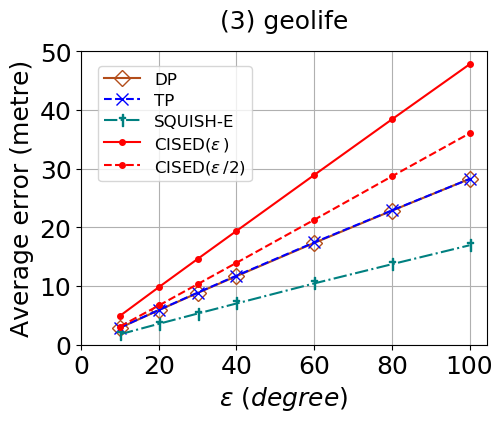 (3) geolife
Average error (metre)
50
40
30
20
10
0
DP
TP
SQUISH-E
CISED(ε )
CISED(ε /2)
0 20 40 60 80 100
ε (degree)